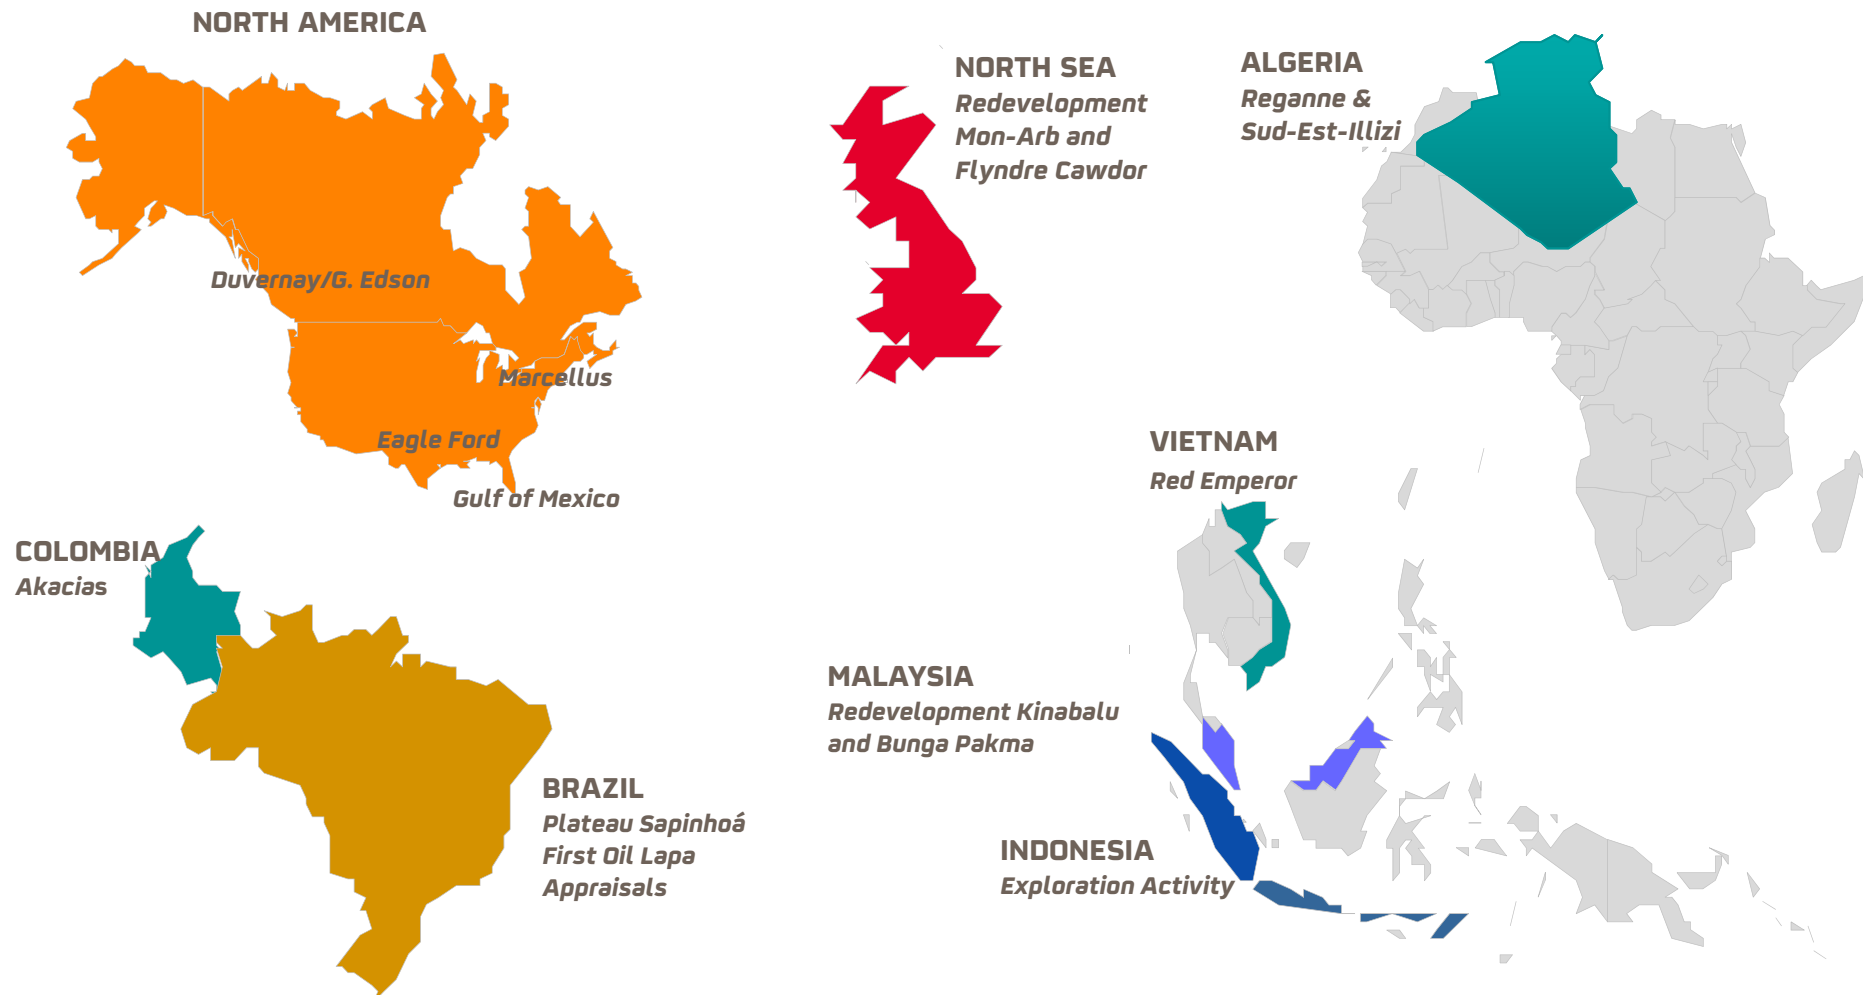 NORTH AMERICA
Duvernay/G. Edson
Marcellus
Eagle Ford
Gulf of Mexico
NORTH SEA
Redevelopment
Mon-Arb and
Flyndre Cawdor
ALGERIA
Reganne &
Sud-Est-Illizi
COLOMBIA
Akacias
BRAZIL
Plateau Sapinhoá
First Oil Lapa
Appraisals
VIETNAM
Red Emperor
MALAYSIA
Redevelopment Kinabalu
and Bunga Pakma
INDONESIA
Exploration Activity